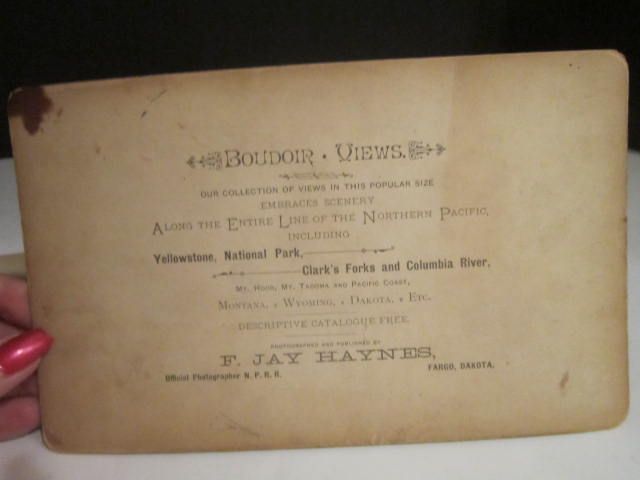 BOUDOIR • VIEWS.
OUR COLLECTION OF VIEWS IN THIS POPULAR SIZE
EMBRACES SCENERY
ALONG THE ENTIRE LINE OF THE NORTHERN PACIFIC,
INCLUDING
Yellowstone, National Park,
Clark's Forks and Columbia River,
MT. HOOD, MT. TACOMA AND PACIFIC COAST,
MONTANA, • WYOMING, • DAKOTA, • ETC.
DESCRIPTIVE CATALOGUE FREE.
PHOTOGRAPHED AND PUBLISHED BY
F. JAY HAYNES,
Official Photographer N. P. R. R. FARGO, DAKOTA.